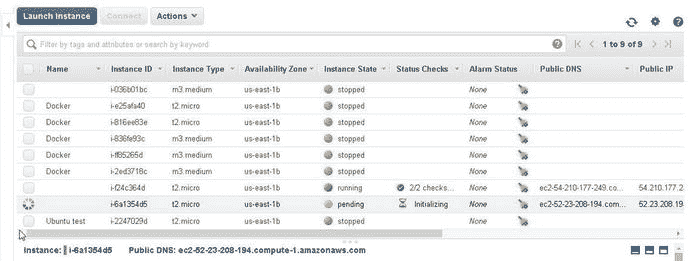 Launch Instance Connect Actions
Filter by tags and attributes or search by keyword 1 to 9 of 9
Name Instance ID Instance Type Availability Zone Instance State Status Checks Alarm Status Public DNS Public IP
i-036b01bc m3.medium us-east-1b stopped None
Docker i-e25afa40 t2.micro us-east-1b stopped None
Docker i-816ee83e t2.micro us-east-1b stopped None
Docker i-836fe93c m3.medium us-east-1b stopped None
Docker i-ff85265d m3.medium us-east-1b stopped None
Docker i-2ed3718c m3.medium us-east-1b stopped None
i-f24c364d t2.micro us-east-1b running 2/2 checks... None ec2-54-210-177-249.co... 54.210.177.2
i-6a1354d5 t2.micro us-east-1b pending Initializing None ec2-52-23-208-194.com... 52.23.208.19
Ubuntu test i-2247029d t2.micro us-east-1b stopped None
Instance: i-6a1354d5 Public DNS: ec2-52-23-208-194.compute-1.amazonaws.com